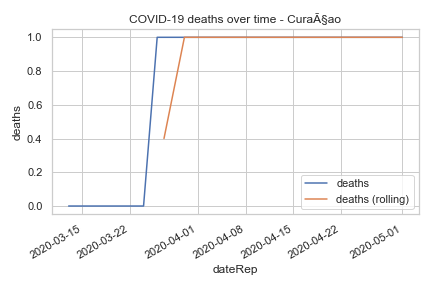 COVID-19 deaths over time - CuraÃ§ao
deaths
1.0
0.8
0.6
0.4
0.2
0.0
deaths
deaths (rolling)
2020-03-15
2020-03-22
2020-04-01
2020-04-08
2020-04-15
2020-04-22
2020-05-01
dateRep